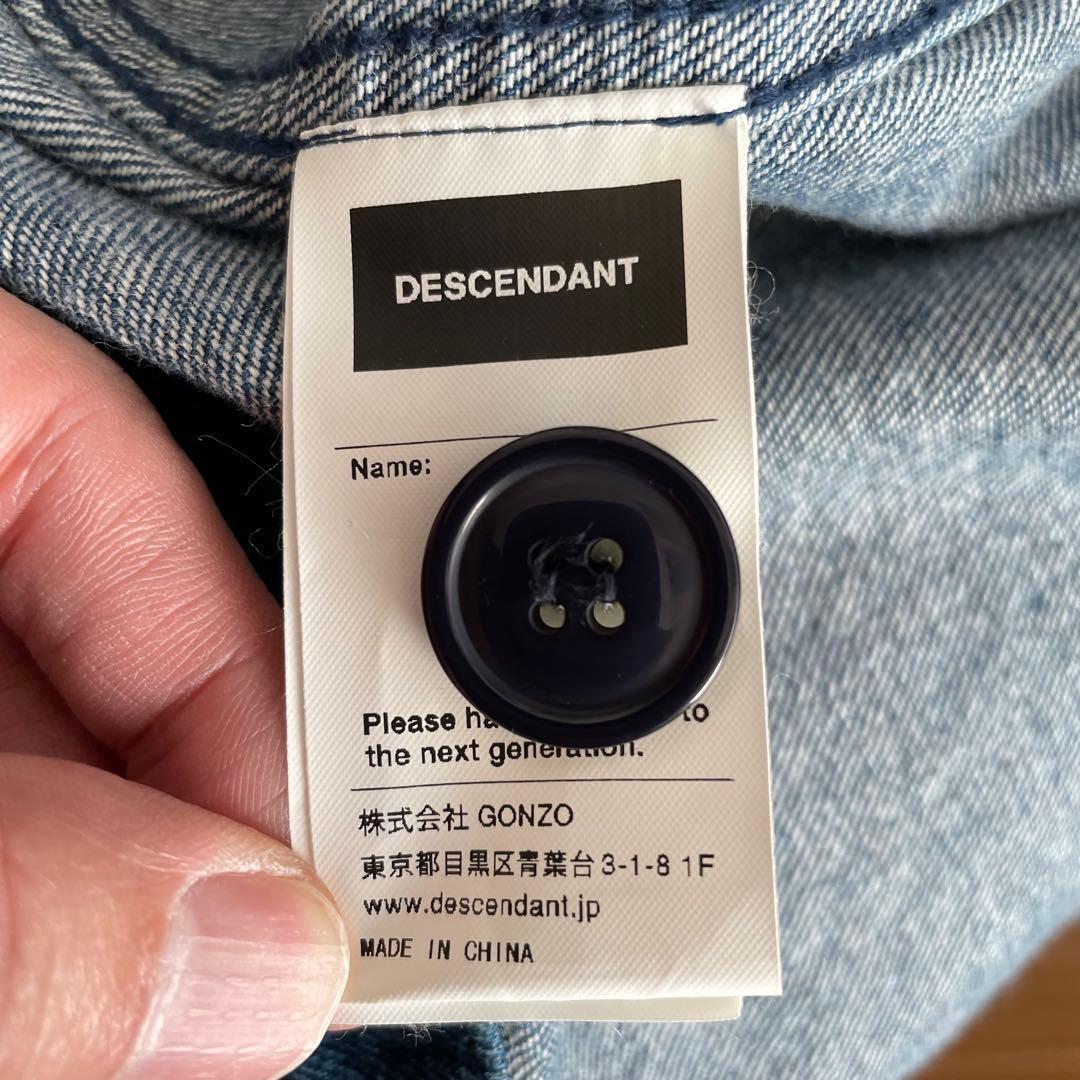 DESCENDANT
Name:
Please to
the next generation.
株式会社 GONZO
東京都目黒区青葉台3-1-8 1F
www.descendant.jp
MADE IN CHINA